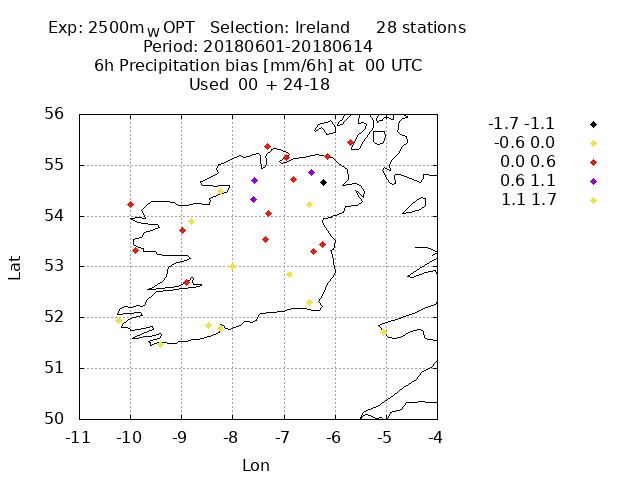 Exp: 2500m_W OPT Selection: Ireland 28 stations
Period: 20180601-20180614
6h Precipitation bias [mm/6h] at 00 UTC
Used 00 + 24-18
-1.7 -1.1
-0.6 0.0
0.0 0.6
0.6 1.1
1.1 1.7
56
55
54
53
52
51
50
Lat
-11 -10 -9 -8 -7 -6 -5 -4
Lon